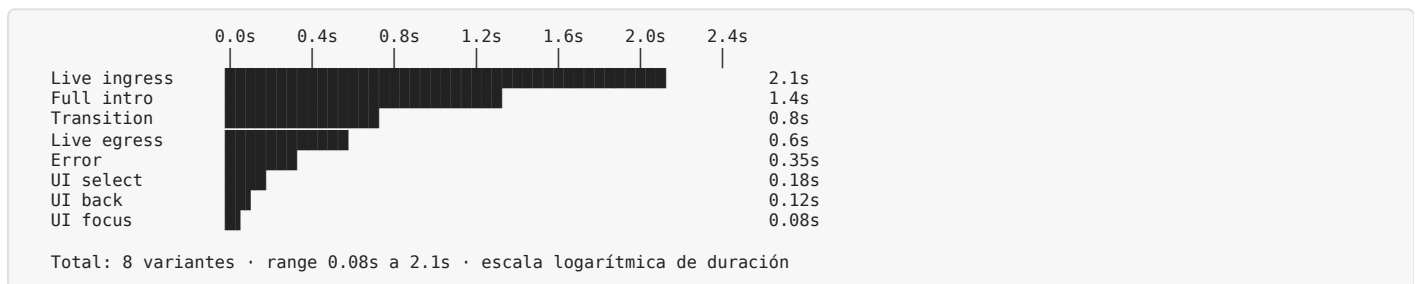 0.0s 0.4s 0.8s 1.2s 1.6s 2.0s 2.4s
Live ingress 2.1s
Full intro 1.4s
Transition 0.8s
Live egress 0.6s
Error 0.35s
UI select 0.18s
UI back 0.12s
UI focus 0.08s
Total: 8 variantes · range 0.08s a 2.1s · escala logarítmica de duración